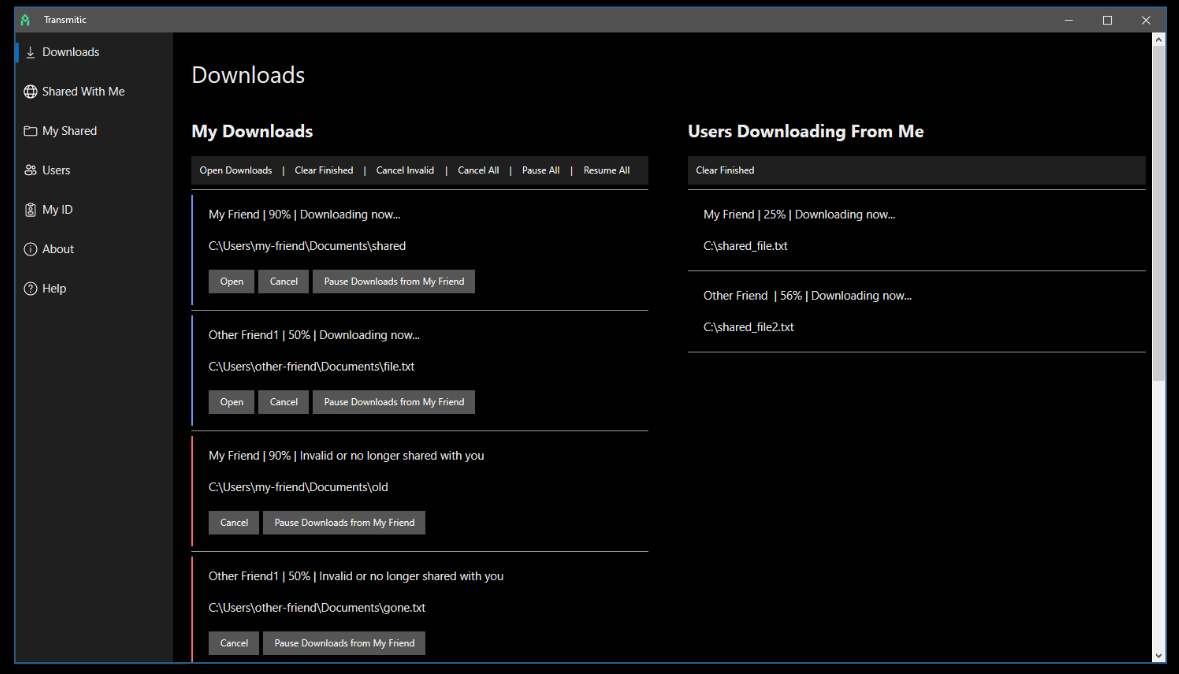 Transmitic
Downloads
Shared With Me
My Shared
Users
My ID
About
Help
Downloads
My Downloads
Open Downloads | Clear Finished | Cancel Invalid | Cancel All | Pause All | Resume All
My Friend | 90% | Downloading now...
C:\Users\my-friend\Documents\shared
Open Cancel Pause Downloads from My Friend
Other Friend1 | 50% | Downloading now...
C:\Users\other-friend\Documents\file.txt
Open Cancel Pause Downloads from My Friend
My Friend | 90% | Invalid or no longer shared with you
C:\Users\my-friend\Documents\old
Cancel Pause Downloads from My Friend
Other Friend1 | 50% | Invalid or no longer shared with you
C:\Users\other-friend\Documents\gone.txt
Cancel Pause Downloads from My Friend
Users Downloading From Me
Clear Finished
My Friend | 25% | Downloading now...
C:\shared_file.txt
Other Friend | 56% | Downloading now...
C:\shared_file2.txt